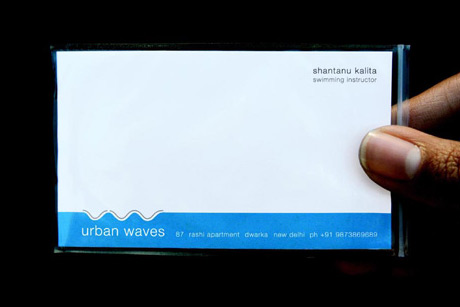 shantanu kalita
swimming instructor
urban waves 87 rashi apartment dwarka new delhi ph +91 9873869689